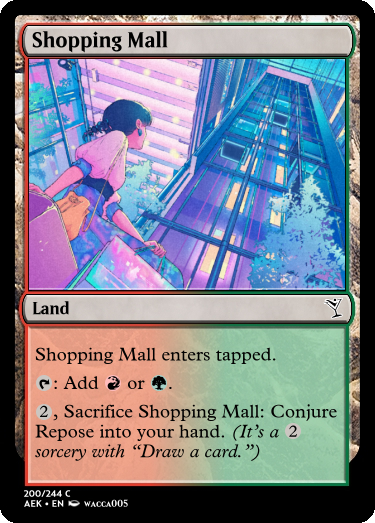 Shopping Mall
Land
Shopping Mall enters tapped.
: Add or .
2, Sacrifice Shopping Mall: Conjure
Repose into your hand. (It's a 2
sorcery with “Draw a card.”)
200/244 C
AEK • EN WACCA005